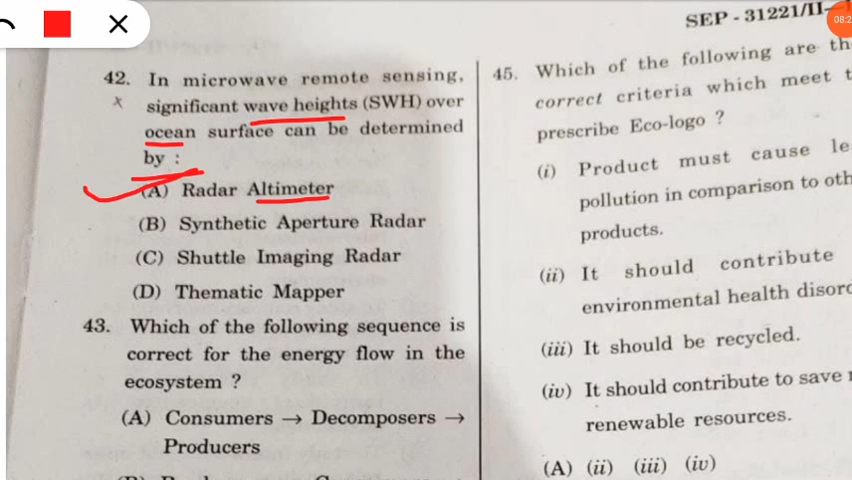 SEP - 31221/II—
08:2
42. In microwave remote sensing,
significant wave heights (SWH) over
ocean surface can be determined
by :
(A) Radar Altimeter
(B) Synthetic Aperture Radar
(C) Shuttle Imaging Radar
(D) Thematic Mapper
43. Which of the following sequence is
correct for the energy flow in the
ecosystem ?
(A) Consumers → Decomposers →
Producers
45. Which of the following are
correct criteria which meet
prescribe Eco-logo ?
(i) Product must cause
pollution in comparison to
products.
(ii) It should contribute
environmental health
(iii) It should be recycled.
(iv) It should contribute to save
renewable resources.
(A) (ii) (iii) (iv)